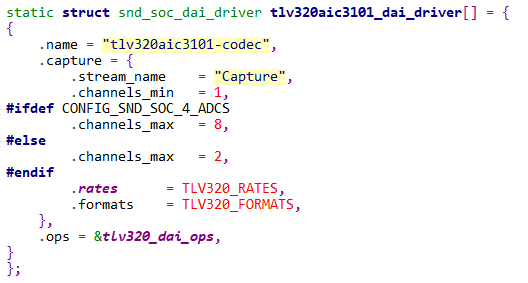 static struct snd_soc_dai_driver tlv320aic3101_dai_driver[] = {
{
    .name = "tlv320aic3101-codec",
    .capture = {
        .stream_name    = "Capture",
        .channels_min   = 1,
#ifdef CONFIG_SND_SOC_4_ADCS
        .channels_max   = 8,
#else
        .channels_max   = 2,
#endif
        .rates      = TLV320_RATES,
        .formats    = TLV320_FORMATS,
    },
    .ops = &tlv320_dai_ops,
}
};